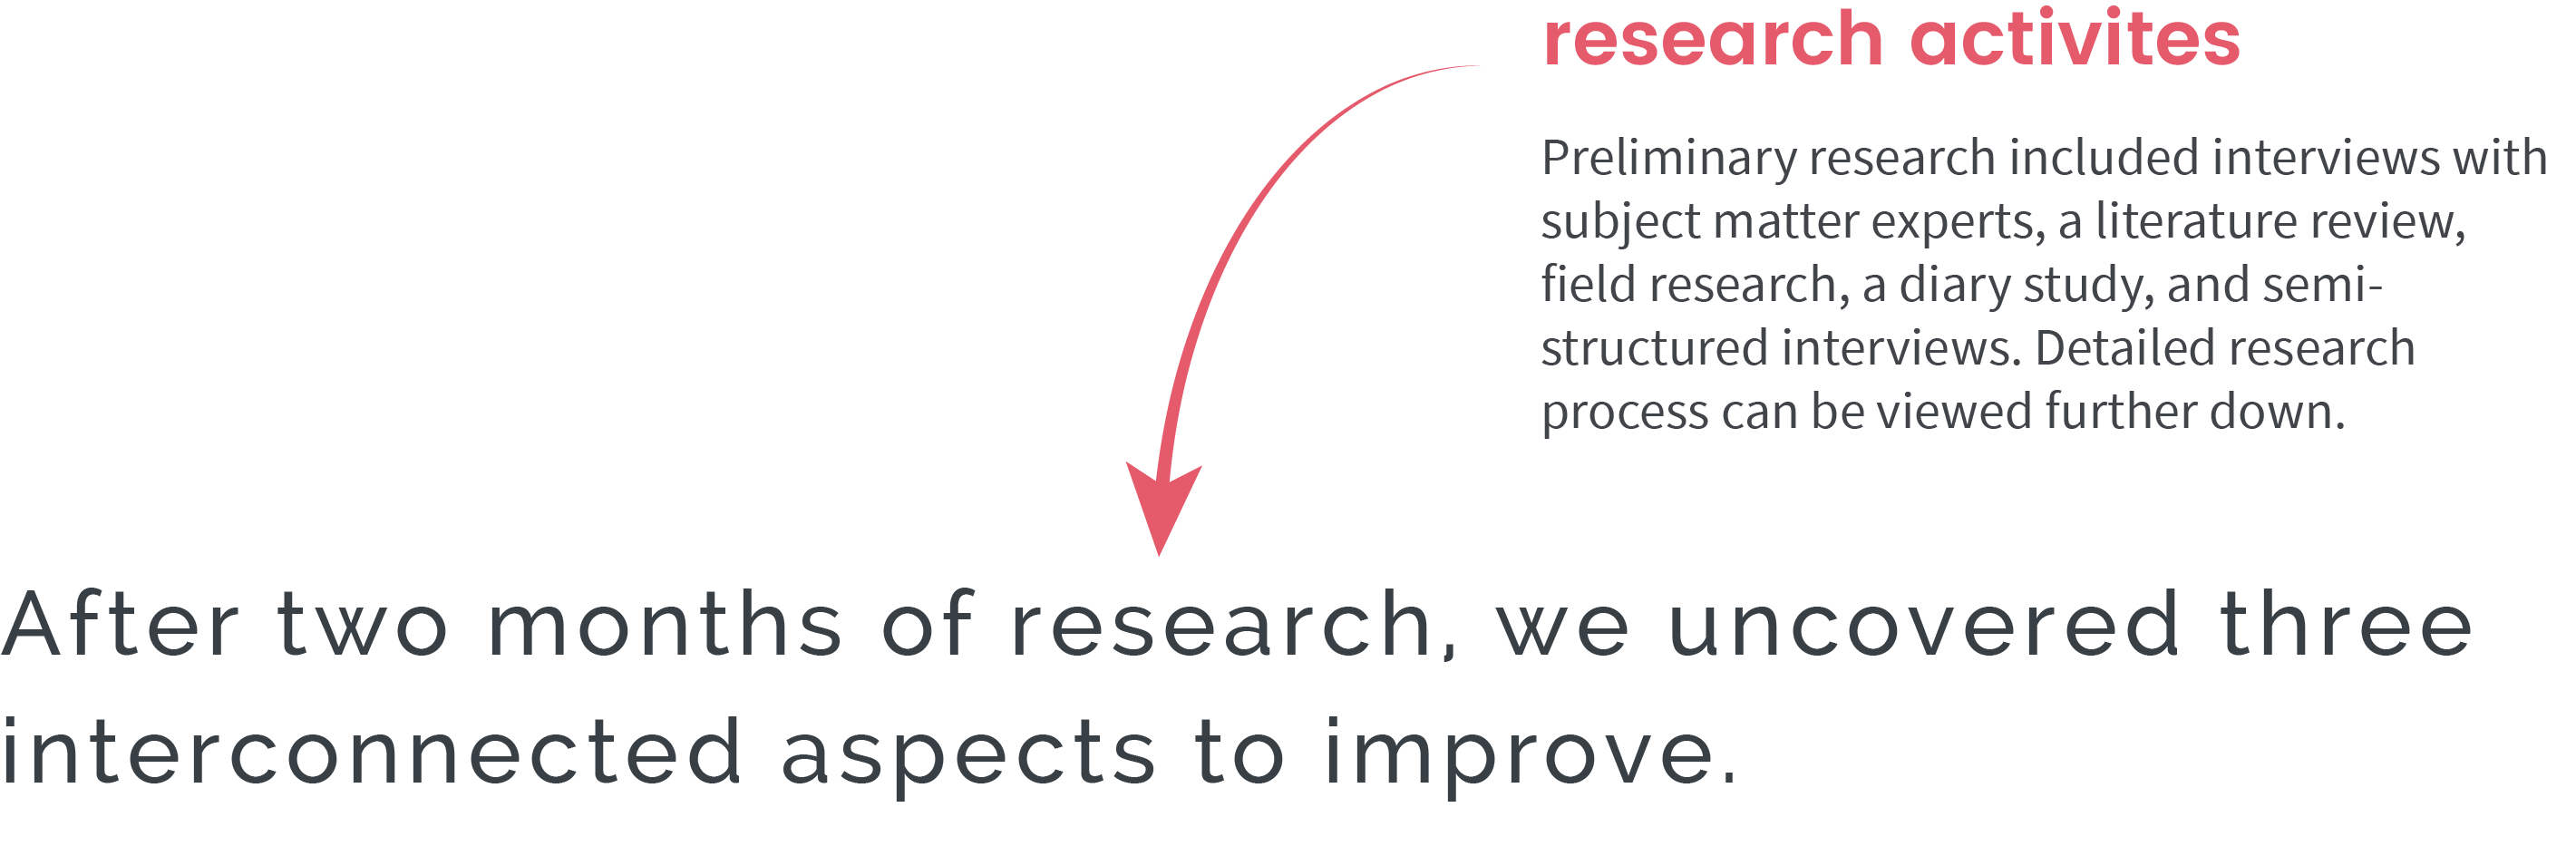 research activites
Preliminary research included interviews with
subject matter experts, a literature review,
field research, a diary study, and semi-
structured interviews. Detailed research
process can be viewed further down.
After two months of research, we uncovered three
interconnected aspects to improve.